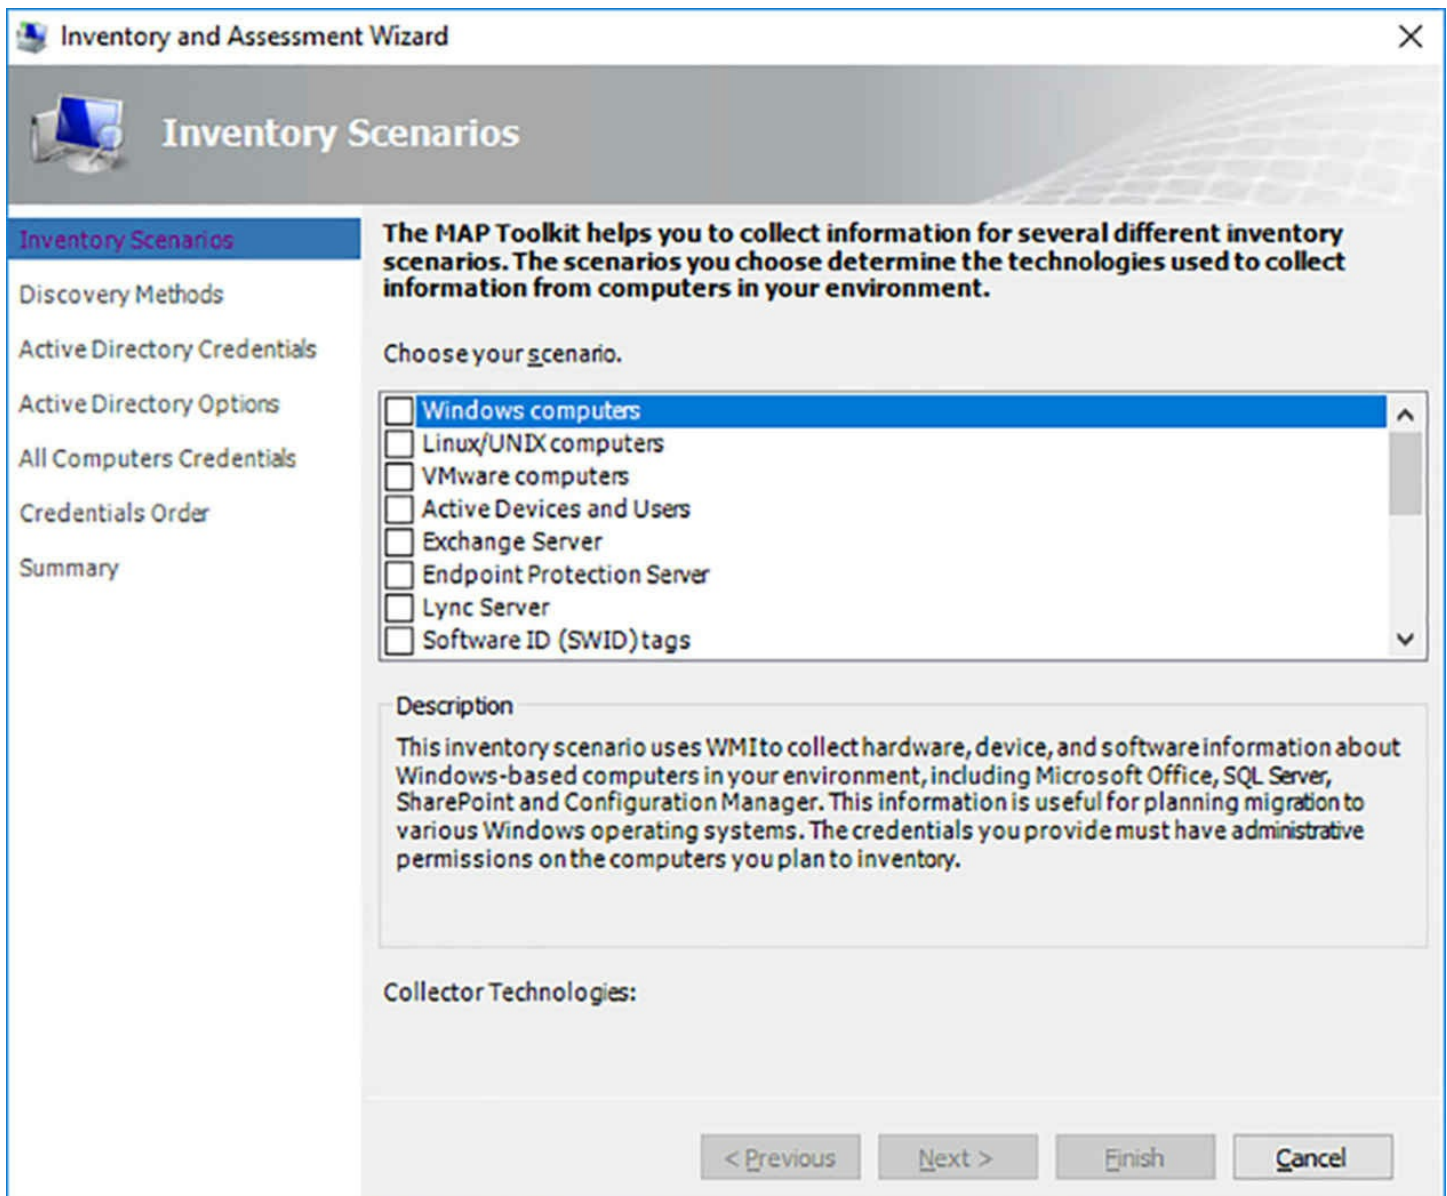 Inventory and Assessment Wizard
Inventory Scenarios
Inventory Scenarios
Discovery Methods
Active Directory Credentials
Active Directory Options
All Computers Credentials
Credentials Order
Summary
The MAP Toolkit helps you to collect information for several different inventory
scenarios. The scenarios you choose determine the technologies used to collect
information from computers in your environment.
Choose your scenario.
Windows computers
Linux/UNIX computers
VMware computers
Active Devices and Users
Exchange Server
Endpoint Protection Server
Lync Server
Software ID (SWID) tags
Description
This inventory scenario uses WMI to collect hardware, device, and software information about
Windows-based computers in your environment, including Microsoft Office, SQL Server,
SharePoint and Configuration Manager. This information is useful for planning migration to
various Windows operating systems. The credentials you provide must have administrative
permissions on the computers you plan to inventory.
Collector Technologies:
< Previous
Next >
Finish
Cancel